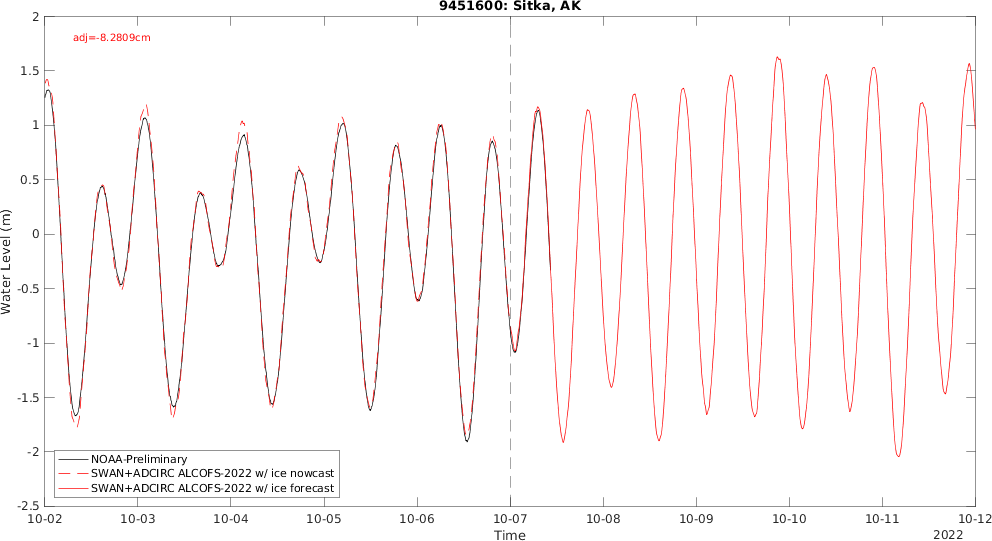 9451600: Sitka, AK
adj=-8.2809cm
2
1.5
1
0.5
0
-0.5
-1
-1.5
-2
-2.5
Water Level (m)
NOAA-Preliminary
SWAN+ADCIRC ALCOFS-2022 w/ ice nowcast
SWAN+ADCIRC ALCOFS-2022 w/ ice forecast
10-02 10-03 10-04 10-05 10-06 10-07 10-08 10-09 10-10 10-11 10-12
Time
2022